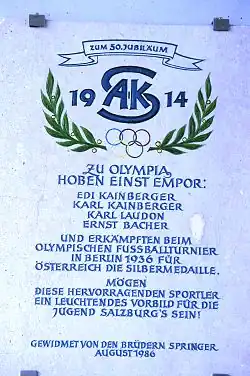 ZUM 50. JUBILÄUM
19 SAK 14
ZU OLYMPIA
HOBEN EINST EMPOR:
EDI KAINBERGER
KARL KAINBERGER
KARL LAUDON
ERNST BACHER
UND ERKÄMPFTEN BEIM
OLYMPISCHEN FUSSBALLTURNIER
IN BERLIN 1936 FÜR
ÖSTERREICH DIE SILBERMEDAILLE.
MÖGEN
DIESE HERVORRAGENDEN SPORTLER
EIN LEUCHTENDES VORBILD FÜR DIE
JUGEND SALZBURG'S SEIN!
GEWIDMET VON DEN BRÜDERN SPRINGER
AUGUST 1986